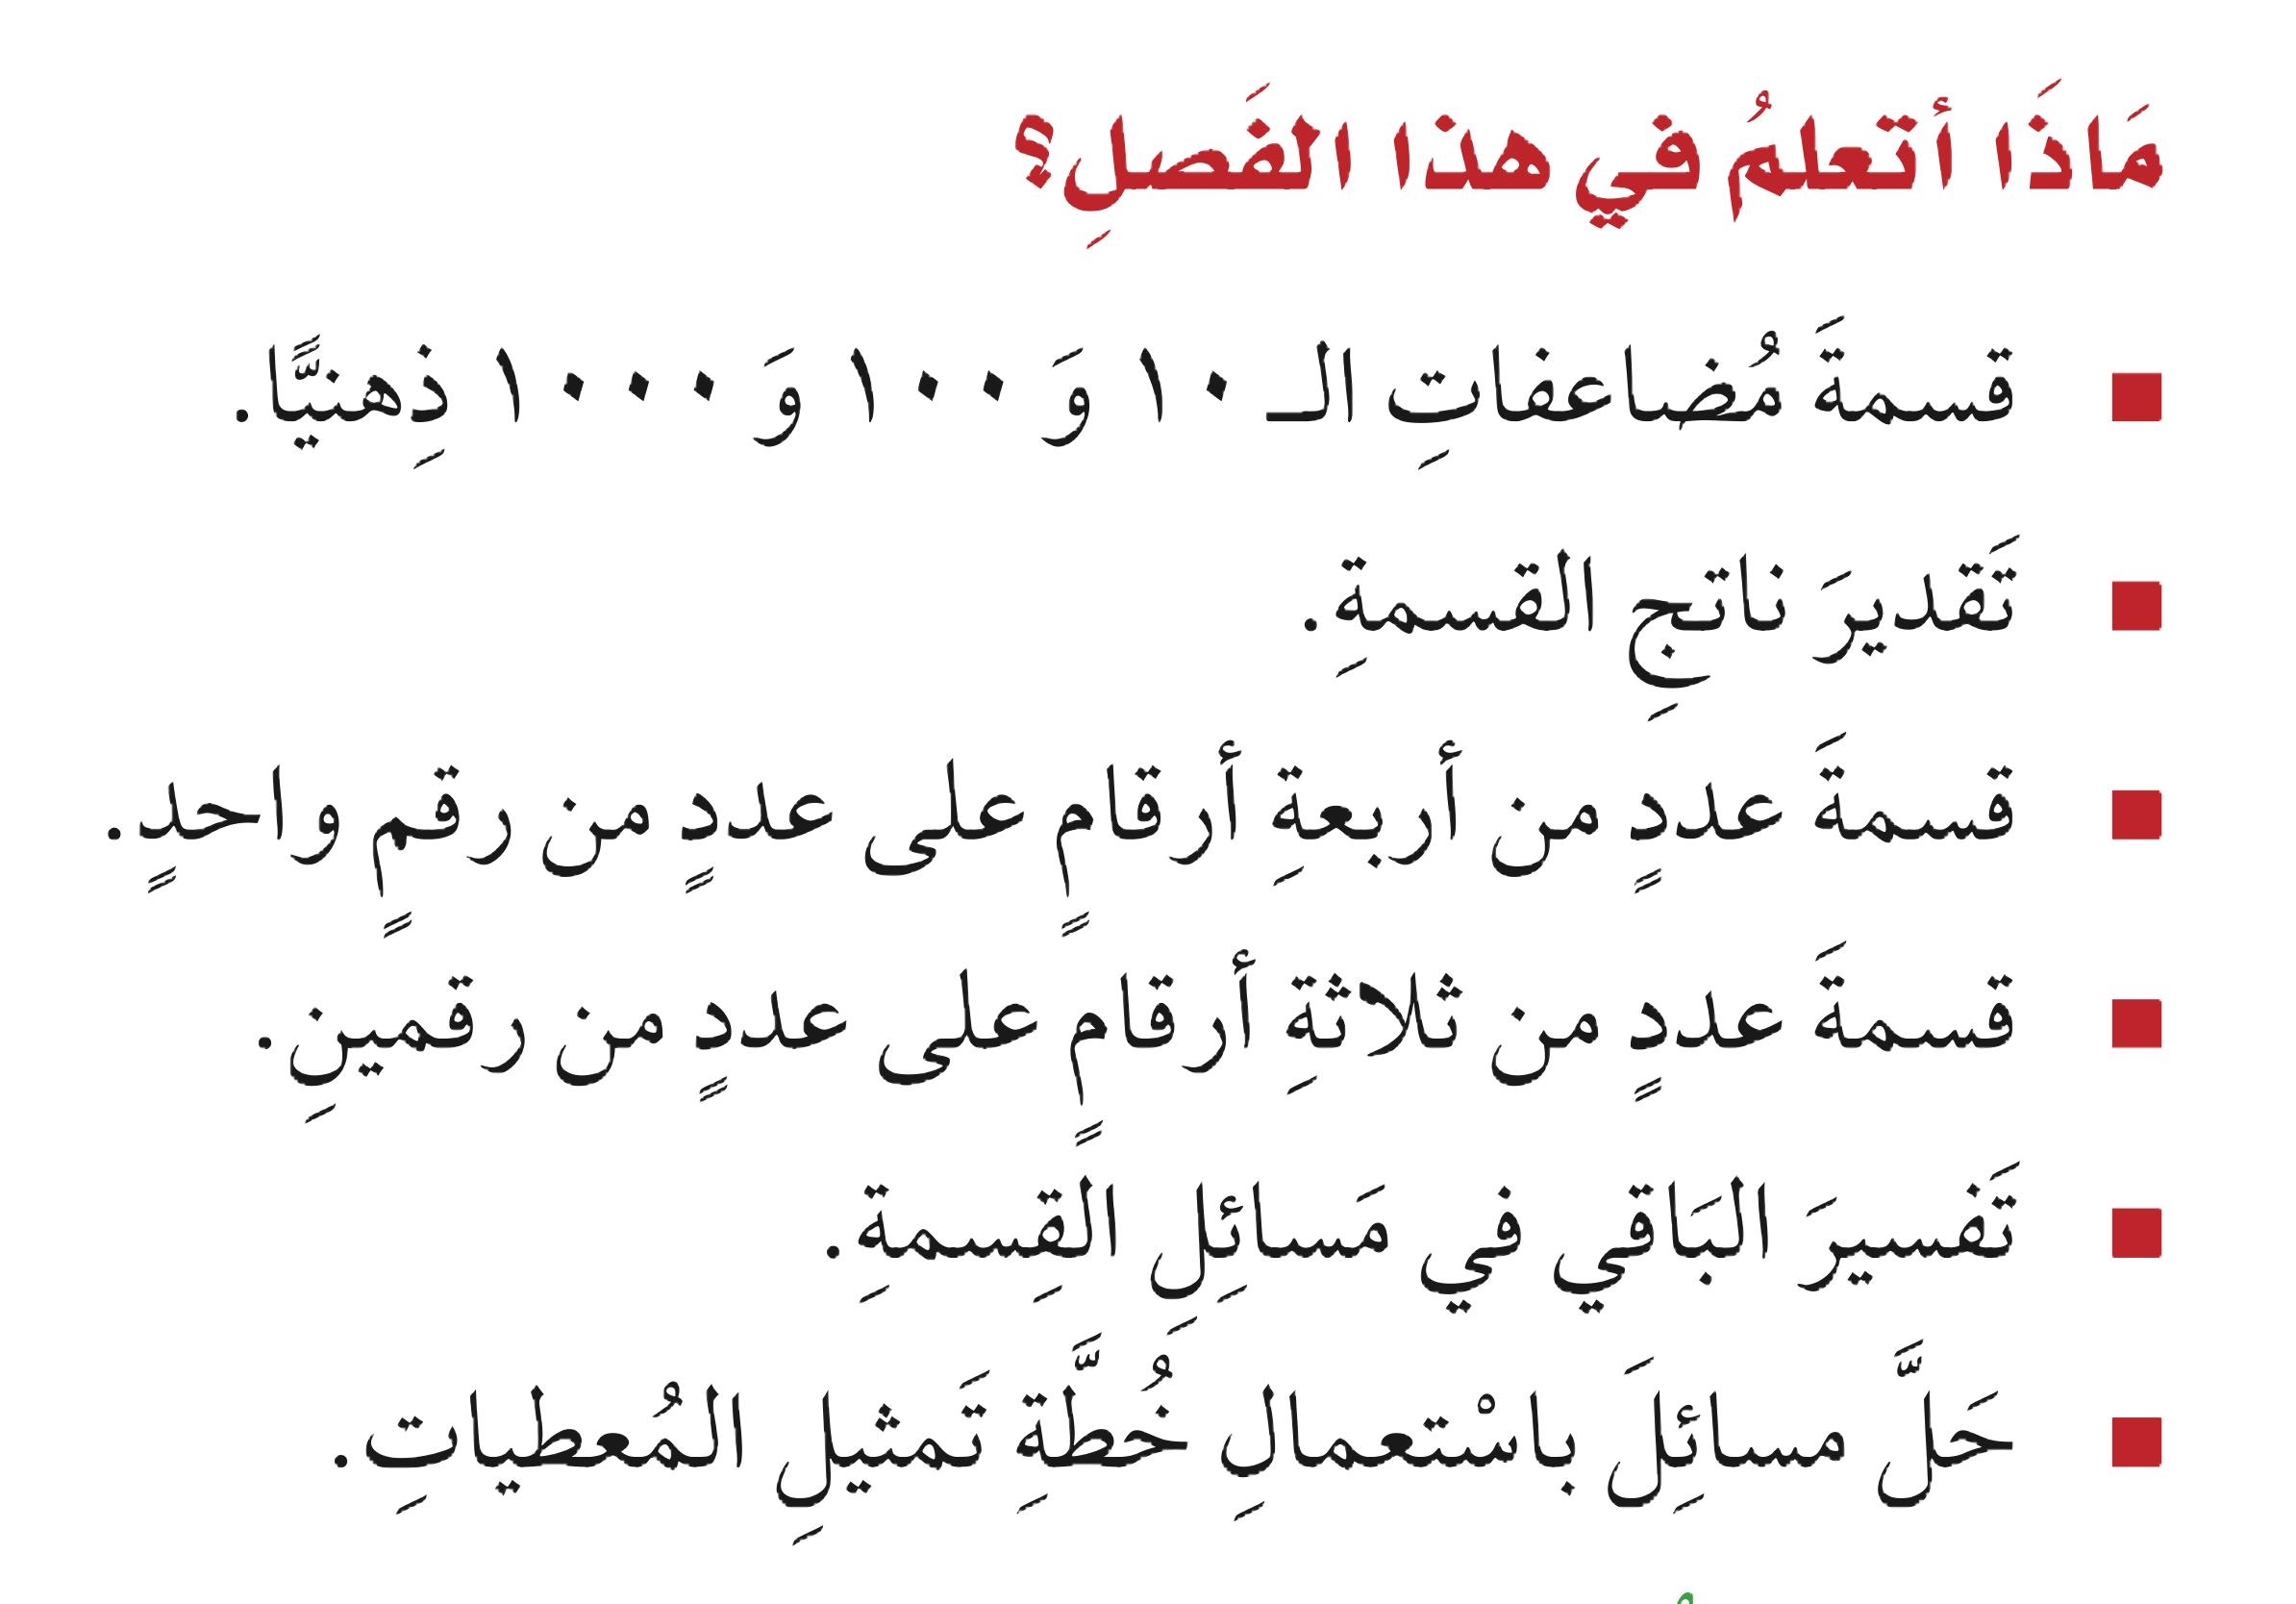 مَاذَا أتعلمُ في هذا الفَصلِ؟
قسمةَ مُضاعفاتِ الـ ١٠ وَ ١٠٠ وَ ١٠٠٠ ذِهنيًّا.
تَقديرَ ناتجِ القسمةِ.
قسمةَ عددٍ من أربعةِ أرقامٍ على عددٍ من رقمٍ واحدٍ.
قسمةَ عددٍ من ثلاثةِ أرقامٍ على عددٍ من رقمينِ.
تَفسيرَ البَاقي في مَسائلِ القِسمةِ.
حَلَّ مسائلَ باسْتعمالِ خُطَّةِ تَمثيلِ المُعطياتِ.